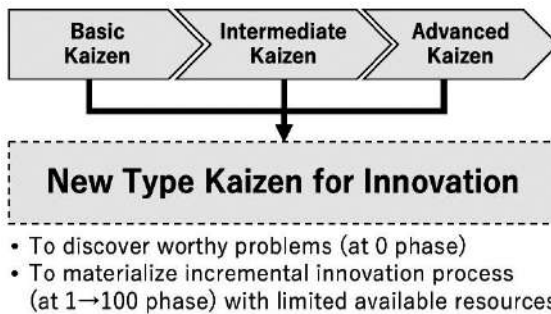 Basic
Kaizen
Intermediate
Kaizen
Advanced
Kaizen
New Type Kaizen for Innovation
• To discover worthy problems (at 0 phase)
• To materialize incremental innovation process
(at 1→100 phase) with limited available resources